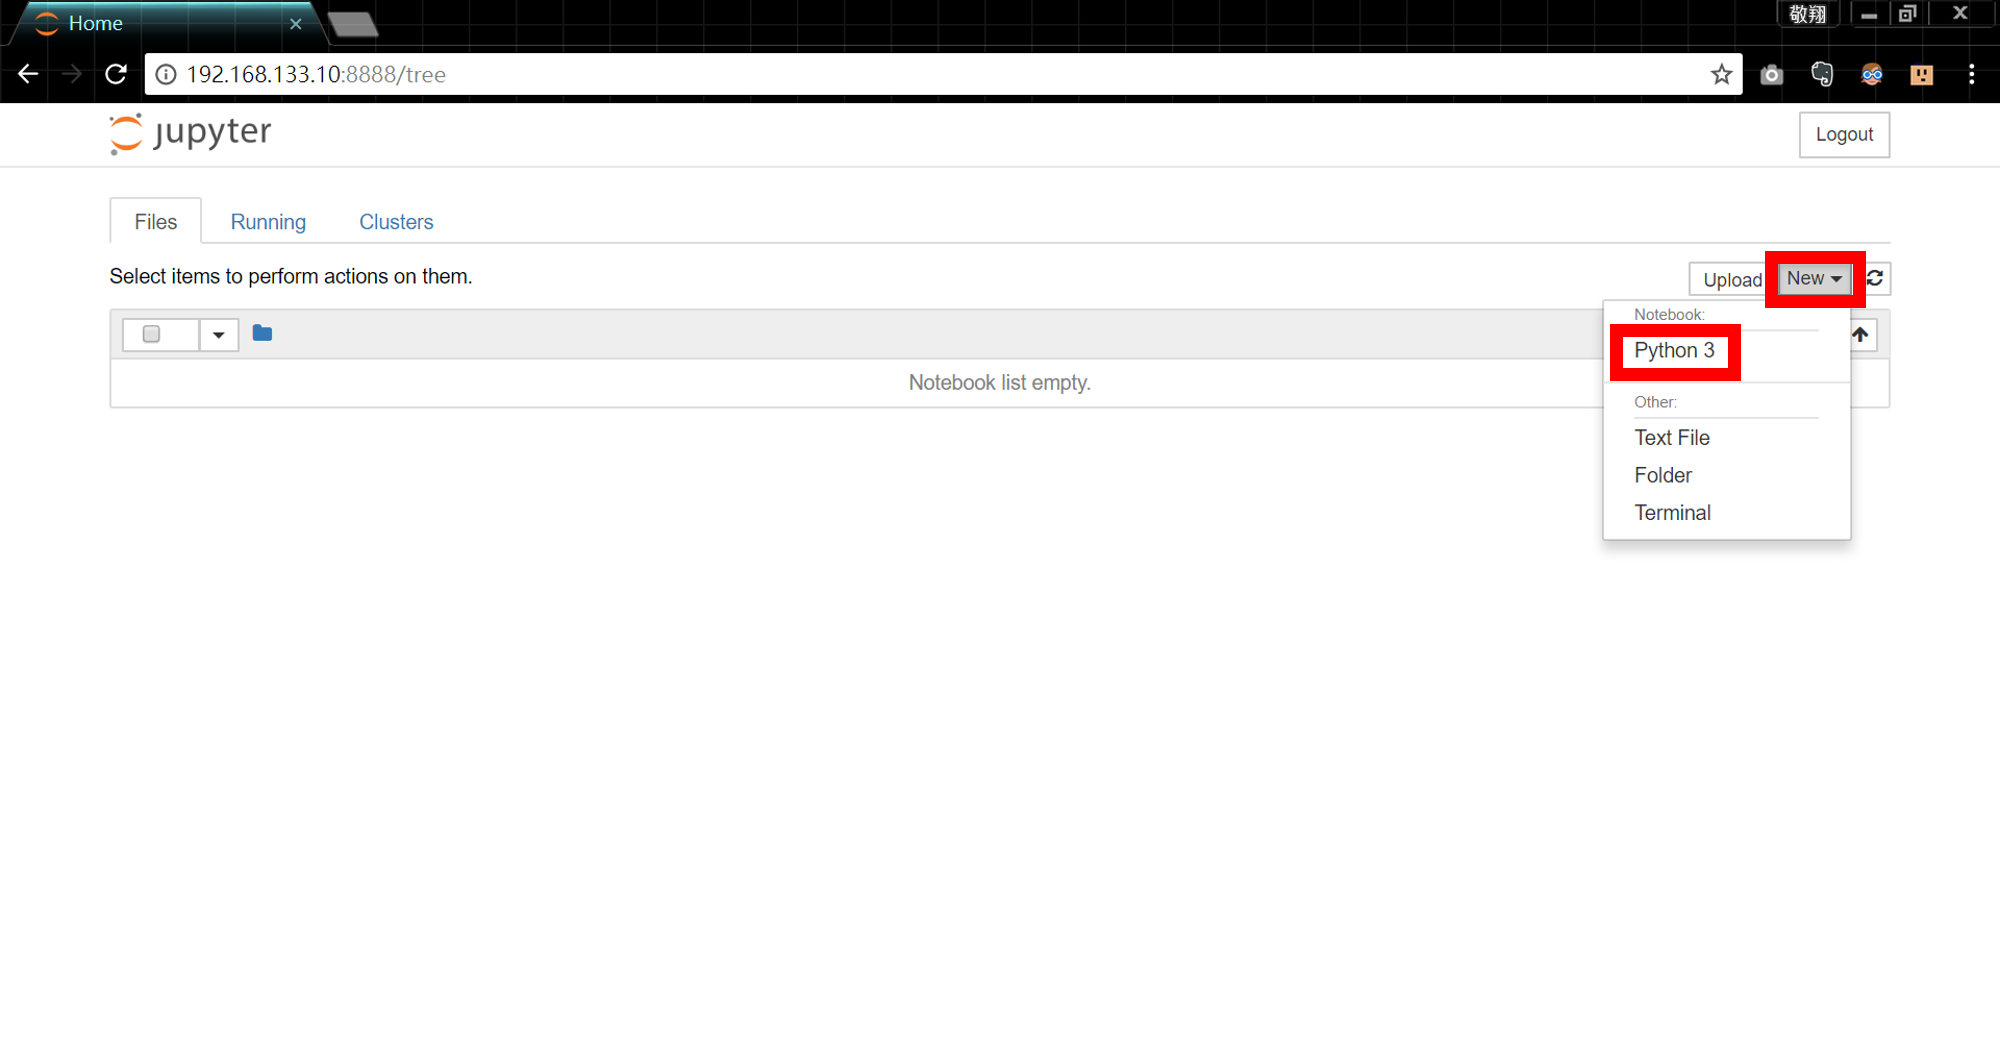 Home
敬翔
192.168.133.10:8888/tree
jupyter
Logout
Files Running Clusters
Select items to perform actions on them.
Upload New
Notebook:
Python 3
Notebook list empty.
Other:
Text File
Folder
Terminal